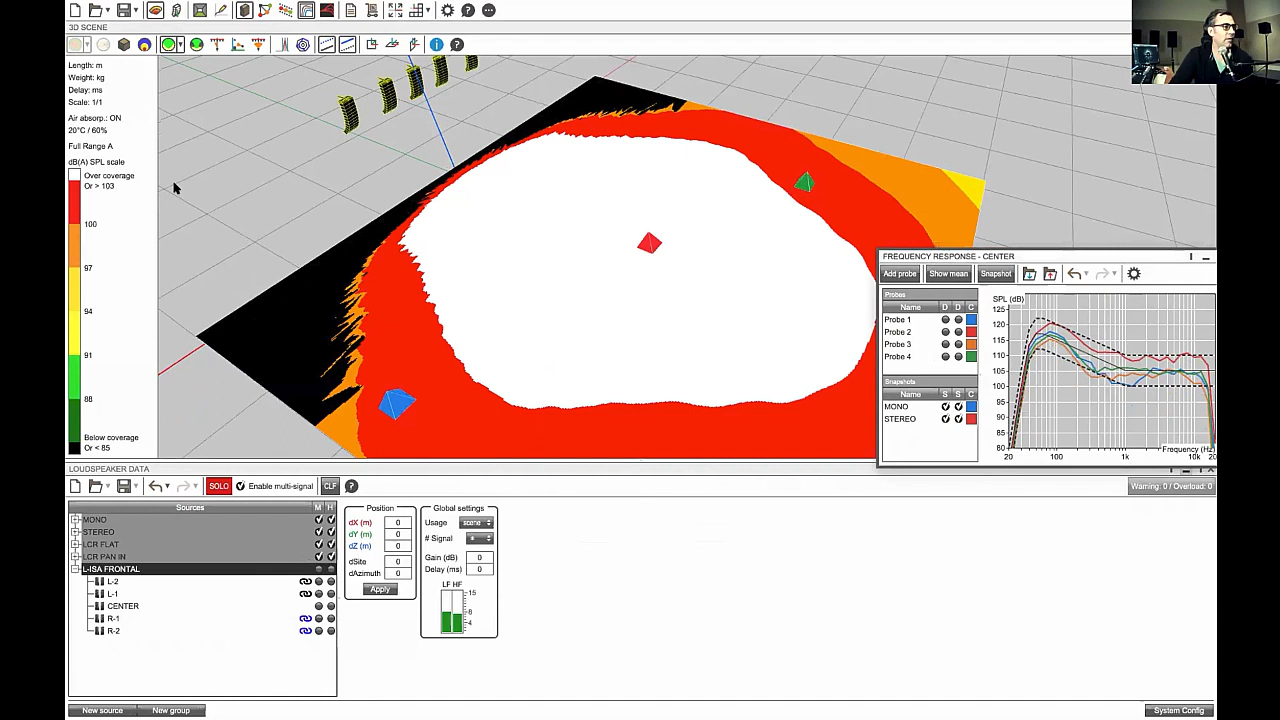 3D SCENE
Length: m
Weight: kg
Delay: ms
Scale: 1/1
Air absorp.: ON
20°C / 60%
Full Range A
dB(A) SPL scale
Over coverage
Or > 103
100
97
94
91
88
Below coverage
Or < 85
FREQUENCY RESPONSE - CENTER
Add probe Show mean Snapshot
Probes
Name D D C
Probe 1
Probe 2
Probe 3
Probe 4
Snapshots
Name S S C
MONO
STEREO
SPL (dB)
125
120
115
110
105
100
95
90
85
80
Frequency (Hz)
20 100 1k 10k 20
LOUDSPEAKER DATA
SOLO Enable multi-signal CLF
Warning: 0 / Overload: 0
Sources M H
MONO
STEREO
LCR FLAT
LCR PAN IN
L-ISA FRONTAL
L-2
L-1
CENTER
R-1
R-2
Position
dX (m) 0
dY (m) 0
dZ (m) 0
dSite 0
dAzimuth 0
Apply
Global settings
Usage scene
# Signal *
Gain (dB) 0
Delay (ms) 0
LF HF
15
8
4
New source New group
System Config